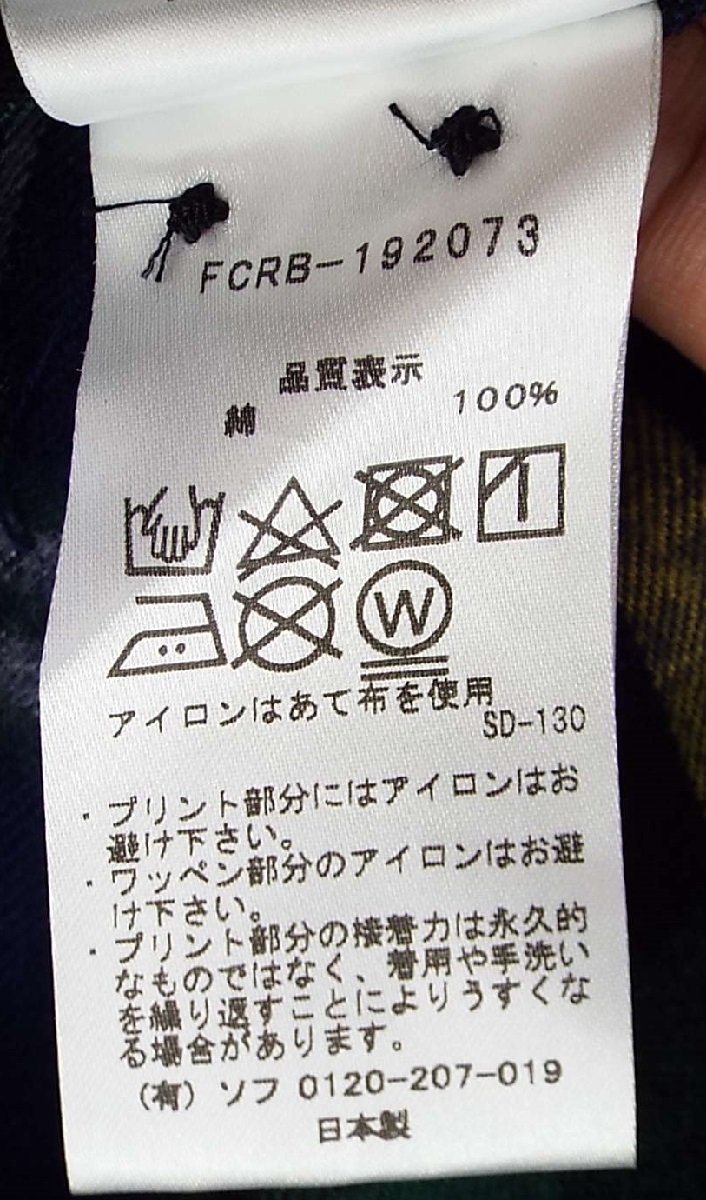 FCRB-192073
品質表示
綿 100%
W
アイロンはあて布を使用
SD-130
・プリント部分にはアイロンはお
避け下さい。
・ワッペン部分のアイロンはお避
け下さい。
・プリント部分の接着力は永久的
なものではなく、着用や手洗い
を繰り返すことによりうすくな
る場合があります。
(有) ソフ 0120-207-019
日本製